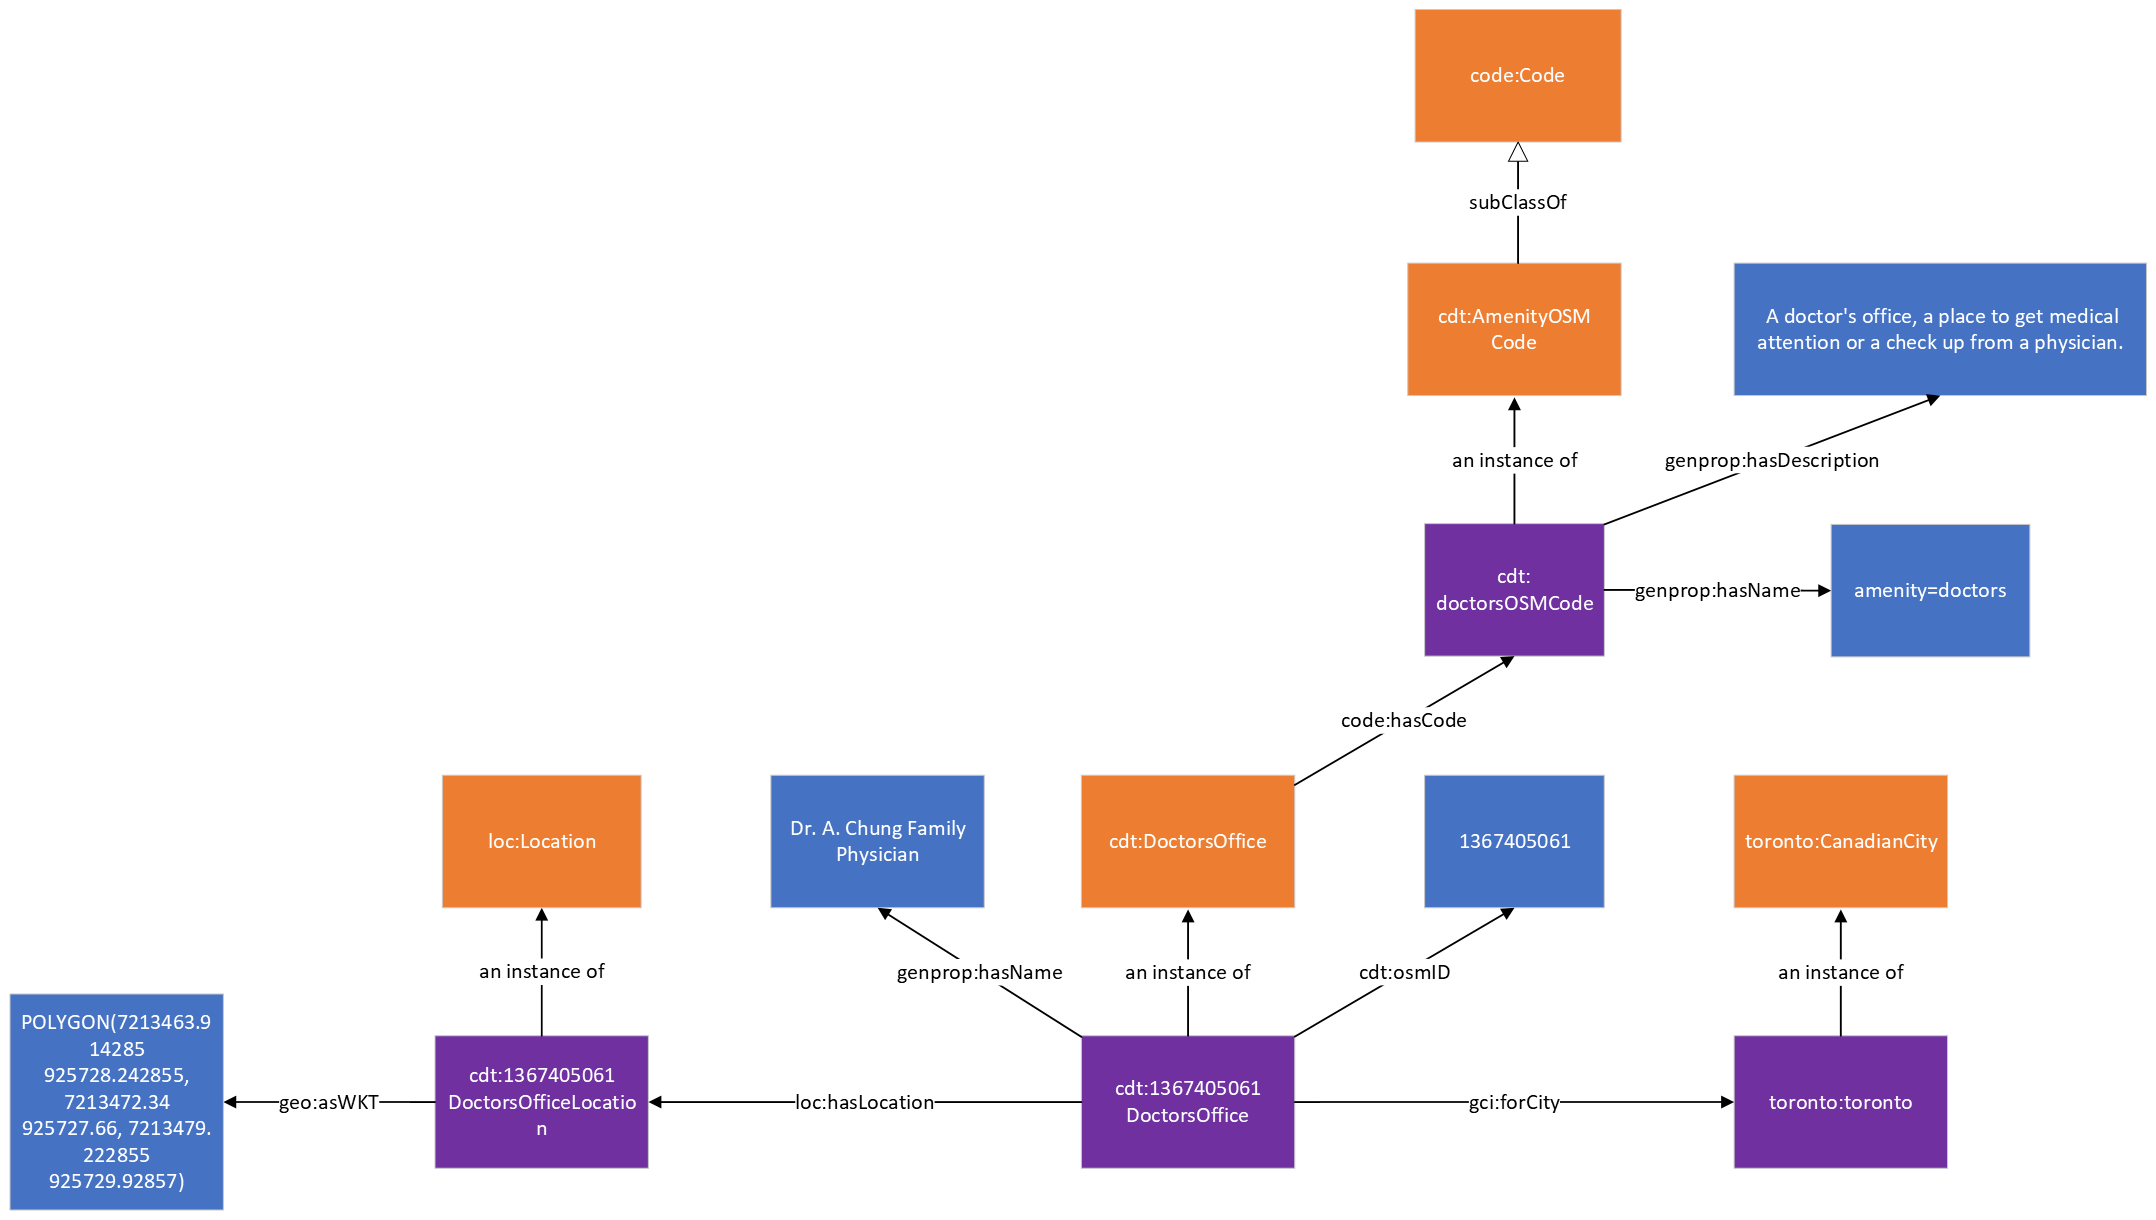 code:Code
subClassOf
cdt:AmenityOSM
Code
A doctor's office, a place to get medical
attention or a check up from a physician.
an instance of
genprop:hasDescription
cdt:
doctorsOSMCode
genprop:hasName
amenity=doctors
code:hasCode
loc:Location
Dr. A. Chung Family
Physician
cdt:DoctorsOffice
1367405061
toronto:CanadianCity
an instance of
genprop:hasName
an instance of
cdt:osmID
an instance of
POLYGON(7213463.9
14285
925728.242855,
7213472.34
925727.66, 7213479.
222855
925729.92857)
geo:asWKT
cdt:1367405061
DoctorsOfficeLocatio
n
loc:hasLocation
cdt:1367405061
DoctorsOffice
gci:forCity
toronto:toronto